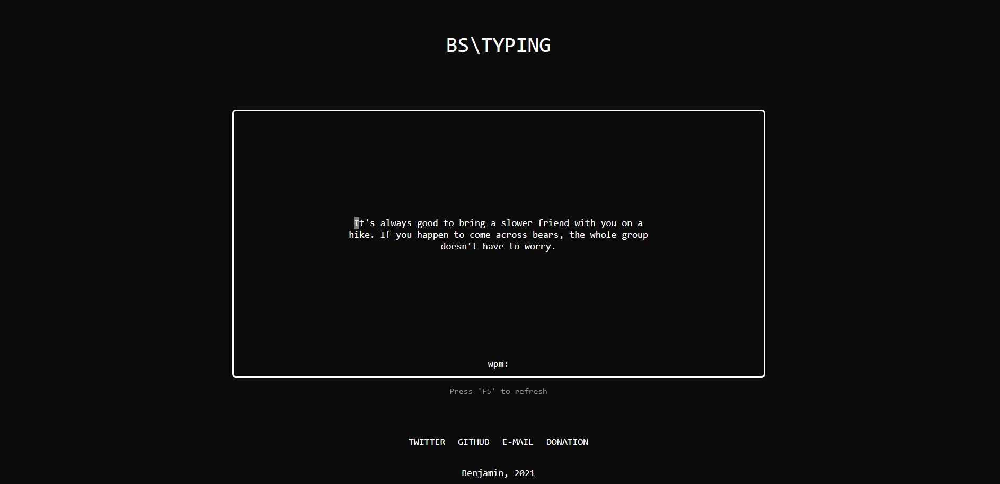 BS\TYPING
It's always good to bring a slower friend with you on a
hike. If you happen to come across bears, the whole group
doesn't have to worry.
wpm:
Press 'F5' to refresh
TWITTER GITHUB E-MAIL DONATION
Benjamin, 2021